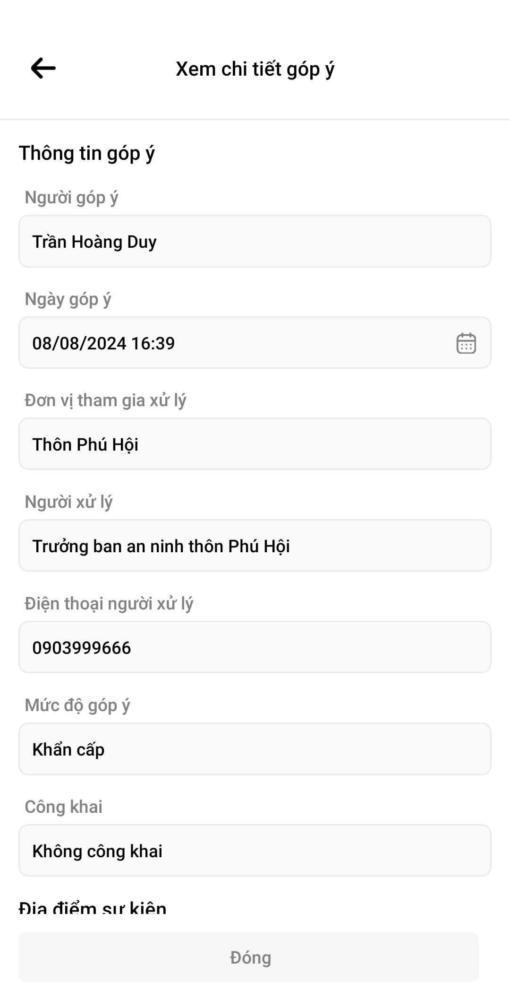 Xem chi tiết góp ý
Thông tin góp ý
Người góp ý
Trần Hoàng Duy
Ngày góp ý
08/08/2024 16:39
Đơn vị tham gia xử lý
Thôn Phú Hội
Người xử lý
Trưởng ban an ninh thôn Phú Hội
Điện thoại người xử lý
0903999666
Mức độ góp ý
Khẩn cấp
Công khai
Không công khai
Địa điểm sự kiện
Đóng